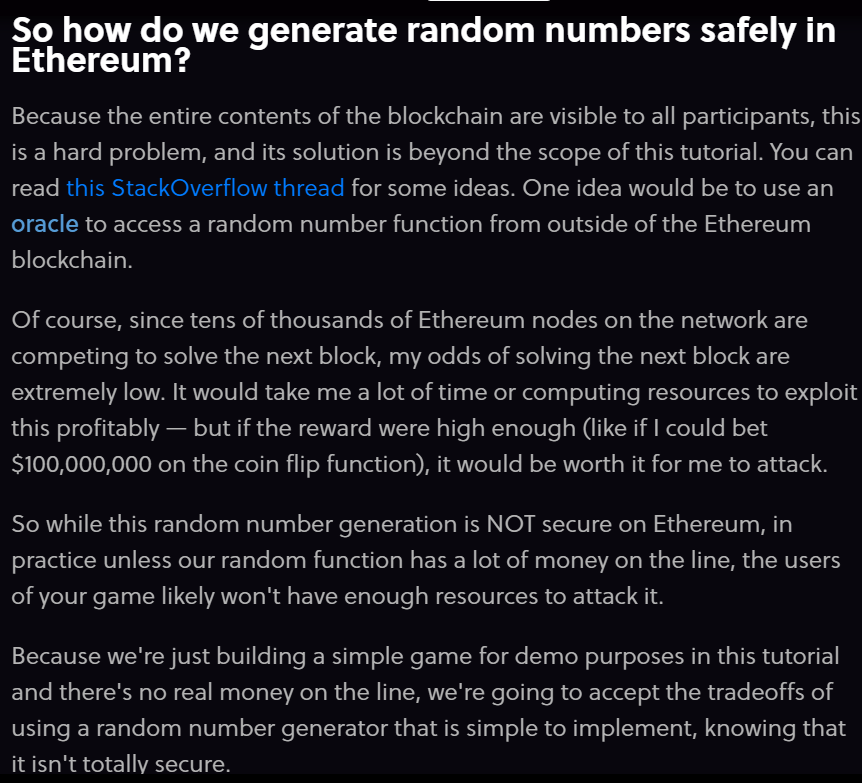 So how do we generate random numbers safely in
Ethereum?
Because the entire contents of the blockchain are visible to all participants, this
is a hard problem, and its solution is beyond the scope of this tutorial. You can
read this StackOverflow thread for some ideas. One idea would be to use an
oracle to access a random number function from outside of the Ethereum
blockchain.
Of course, since tens of thousands of Ethereum nodes on the network are
competing to solve the next block, my odds of solving the next block are
extremely low. It would take me a lot of time or computing resources to exploit
this profitably — but if the reward were high enough (like if I could bet
$100,000,000 on the coin flip function), it would be worth it for me to attack.
So while this random number generation is NOT secure on Ethereum, in
practice unless our random function has a lot of money on the line, the users
of your game likely won't have enough resources to attack it.
Because we're just building a simple game for demo purposes in this tutorial
and there's no real money on the line, we're going to accept the tradeoffs of
using a random number generator that is simple to implement, knowing that
it isn't totally secure.